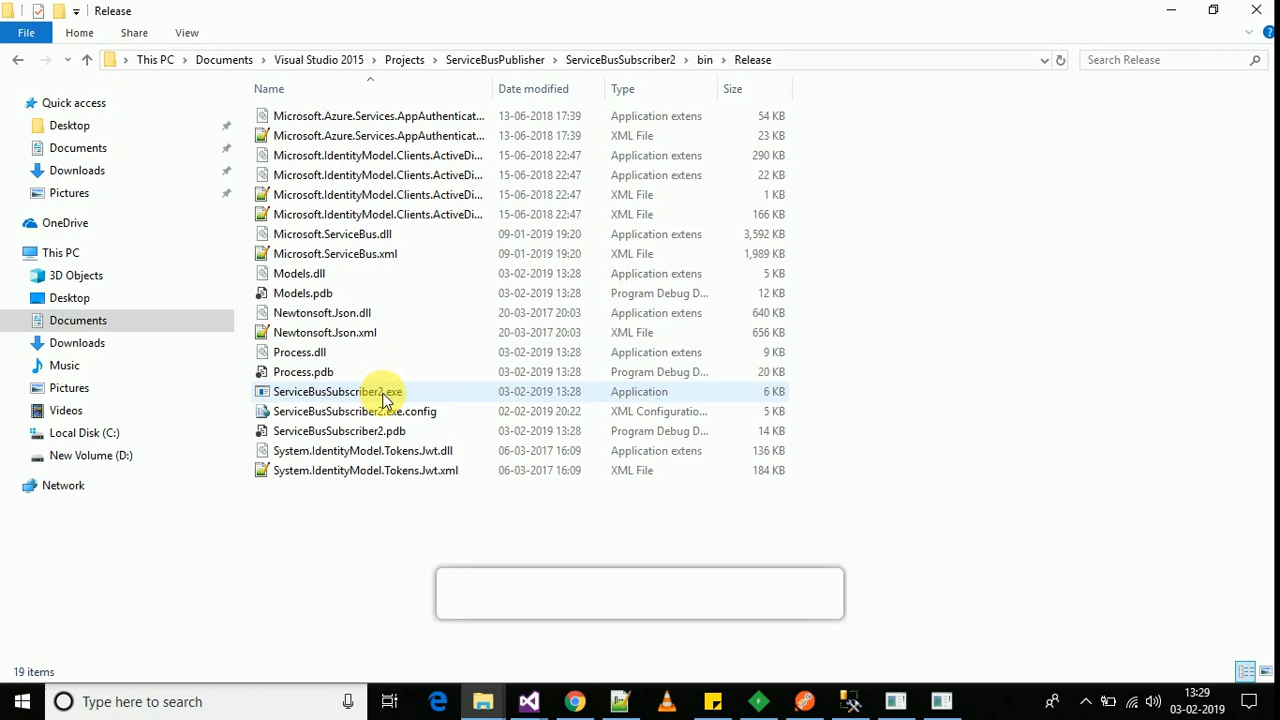 Release
File Home Share View
This PC Documents Visual Studio 2015 Projects ServiceBusPublisher ServiceBusSubscriber2 bin Release Search Release
Name Date modified Type Size
Quick access
Desktop
Documents
Downloads
Pictures
OneDrive
This PC
3D Objects
Desktop
Documents
Downloads
Music
Pictures
Videos
Local Disk (C:)
New Volume (D:)
Network
Microsoft.Azure.Services.AppAuthenticat... 13-06-2018 17:39 Application extens 54 KB
Microsoft.Azure.Services.AppAuthenticat... 13-06-2018 17:39 XML File 23 KB
Microsoft.IdentityModel.Clients.ActiveDi... 15-06-2018 22:47 Application extens 290 KB
Microsoft.IdentityModel.Clients.ActiveDi... 15-06-2018 22:47 Application extens 22 KB
Microsoft.IdentityModel.Clients.ActiveDi... 15-06-2018 22:47 XML File 1 KB
Microsoft.IdentityModel.Clients.ActiveDi... 15-06-2018 22:47 XML File 166 KB
Microsoft.ServiceBus.dll 09-01-2019 19:20 Application extens 3,592 KB
Microsoft.ServiceBus.xml 09-01-2019 19:20 XML File 1,989 KB
Models.dll 03-02-2019 13:28 Application extens 5 KB
Models.pdb 03-02-2019 13:28 Program Debug D... 12 KB
Newtonsoft.Json.dll 20-03-2017 20:03 Application extens 640 KB
Newtonsoft.Json.xml 20-03-2017 20:03 XML File 656 KB
Process.dll 03-02-2019 13:28 Application extens 9 KB
Process.pdb 03-02-2019 13:28 Program Debug D... 20 KB
ServiceBusSubscriber2.exe 03-02-2019 13:28 Application 6 KB
ServiceBusSubscriber2.exe.config 02-02-2019 20:22 XML Configuratio... 5 KB
ServiceBusSubscriber2.pdb 03-02-2019 13:28 Program Debug D... 14 KB
System.IdentityModel.Tokens.Jwt.dll 06-03-2017 16:09 Application extens 136 KB
System.IdentityModel.Tokens.Jwt.xml 06-03-2017 16:09 XML File 184 KB
19 items
Type here to search
13:29
03-02-2019